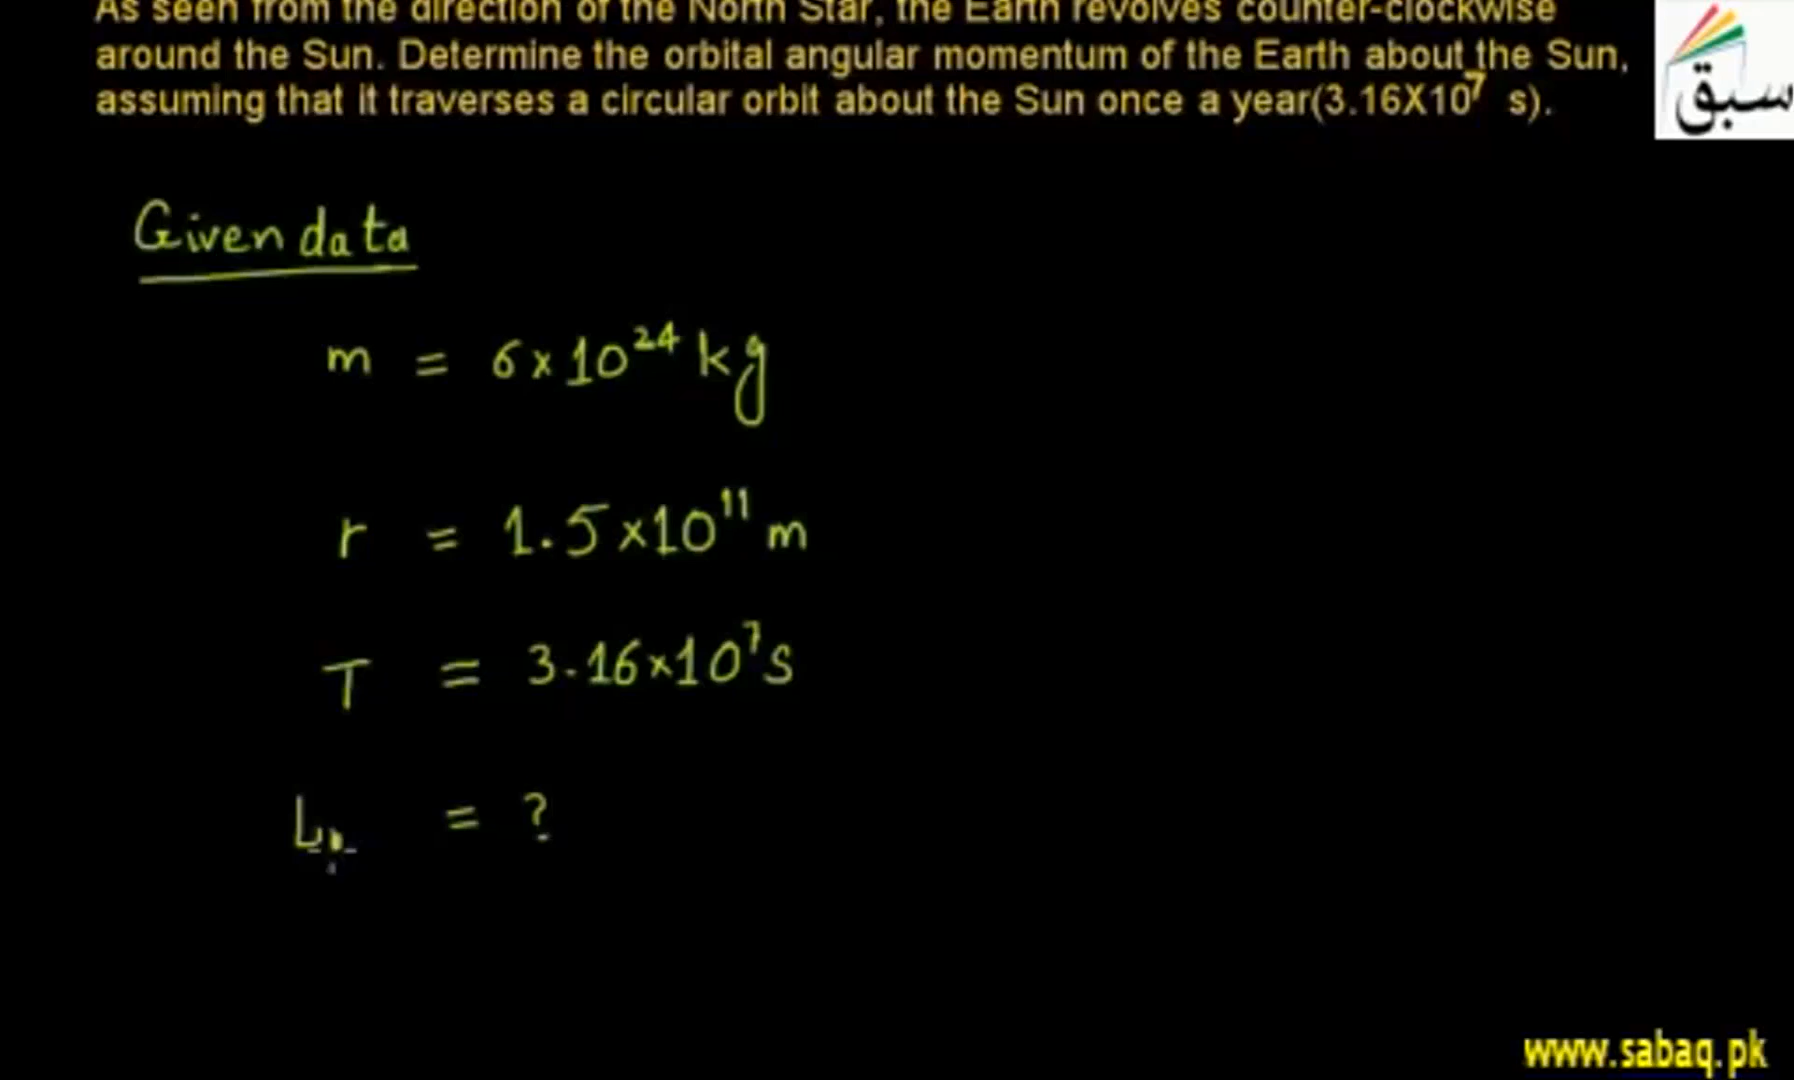 As seen from the direction of the North Star, the Earth revolves counter-clockwise
around the Sun. Determine the orbital angular momentum of the Earth about the Sun,
assuming that it traverses a circular orbit about the Sun once a year(3.16X10⁷ s).
سبق
Given data
m = 6×10²⁴ kg
r = 1.5×10¹¹ m
T = 3.16×10⁷s
L = ?
www.sabaq.pk